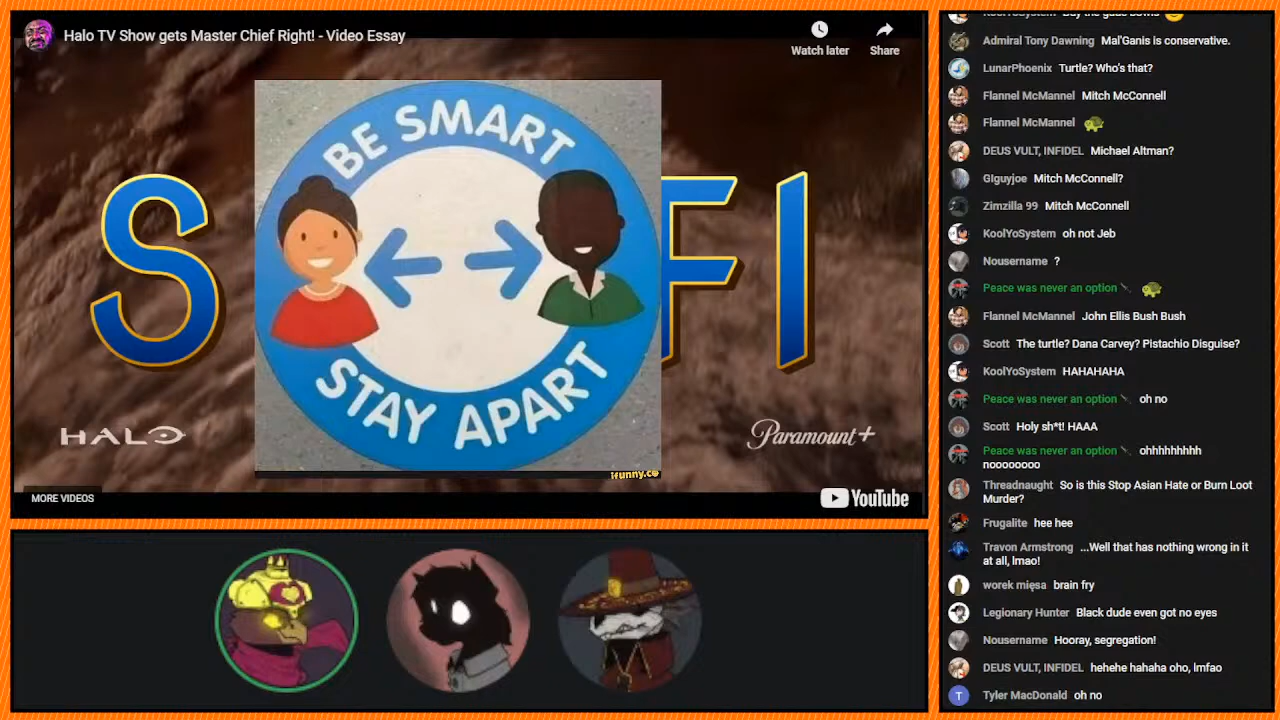 Halo TV Show gets Master Chief Right! - Video Essay
Watch later
Share
BE SMART
STAY APART
S
FI
HALO
Paramount+
ifunny.co
MORE VIDEOS
YouTube
Admiral Tony Dawning Mal'Ganis is conservative.
LunarPhoenix Turtle? Who's that?
Flannel McMannel Mitch McConnell
Flannel McMannel 🐢
DEUS VULT, INFIDEL Michael Altman?
GIguyjoe Mitch McConnell?
Zimzilla 99 Mitch McConnell
KoolYoSystem oh not Jeb
Nousername ?
Peace was never an option🔪 🐢
Flannel McMannel John Ellis Bush Bush
Scott The turtle? Dana Carvey? Pistachio Disguise?
KoolYoSystem HAHAHAHA
Peace was never an option🔪 oh no
Scott Holy sh*t! HAAA
Peace was never an option🔪 ohhhhhhhhh
noooooooo
Threadnaught So is this Stop Asian Hate or Burn Loot
Murder?
Frugalite hee hee
Travon Armstrong ...Well that has nothing wrong in it
at all, lmao!
worek mięsa brain fry
Legionary Hunter Black dude even got no eyes
Nousername Hooray, segregation!
DEUS VULT, INFIDEL hehehe hahaha oho, lmfao
T
Tyler MacDonald oh no